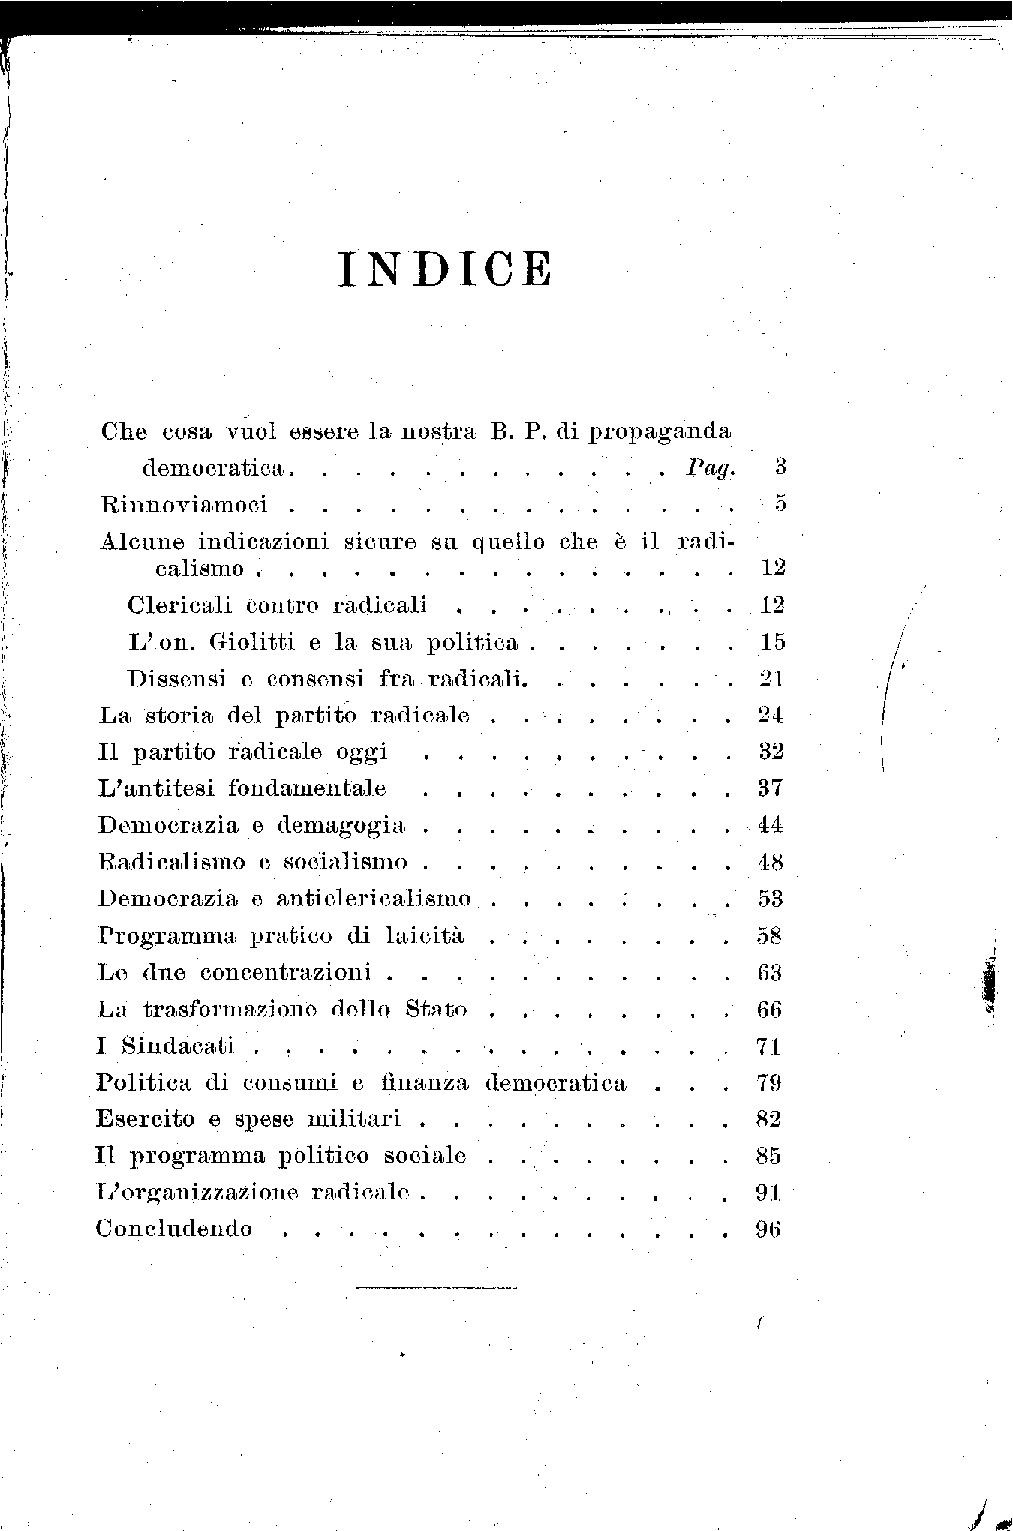 INDICE
Che cosa vuol essere la nostra B. P. di propaganda
democratica. . . . . . . . . . . . Pag. 3
Rinnoviamoci . . . . . . . . . . . . . . 5
Alcune indicazioni sicure su quello che è il radi-
calismo . . . . . . . . . . . . . . . 12
Clericali contro radicali . . . . . . . . . 12
L'on. Giolitti e la sua politica . . . . . . . 15
Dissensi e consensi fra radicali. . . . . . . 21
La storia del partito radicale . . . . . . . . 24
Il partito radicale oggi . . . . . . . . . . 32
L'antitesi fondamentale . . . . . . . . . . 37
Democrazia e demagogia . . . . . . . . . . 44
Radicalismo e socialismo . . . . . . . . . . 48
Democrazia e anticlericalismo . . . . . . . . 53
Programma pratico di laicità . . . . . . . . 58
Le due concentrazioni . . . . . . . . . . . 63
La trasformazione dello Stato . . . . . . . . 66
I Sindacati . . . . . . . . . . . . . . . 71
Politica di consumi e finanza democratica . . . 79
Esercito e spese militari . . . . . . . . . . 82
Il programma politico sociale . . . . . . . . 85
L'organizzazione radicale . . . . . . . . . . 91
Concludendo . . . . . . . . . . . . . . 96